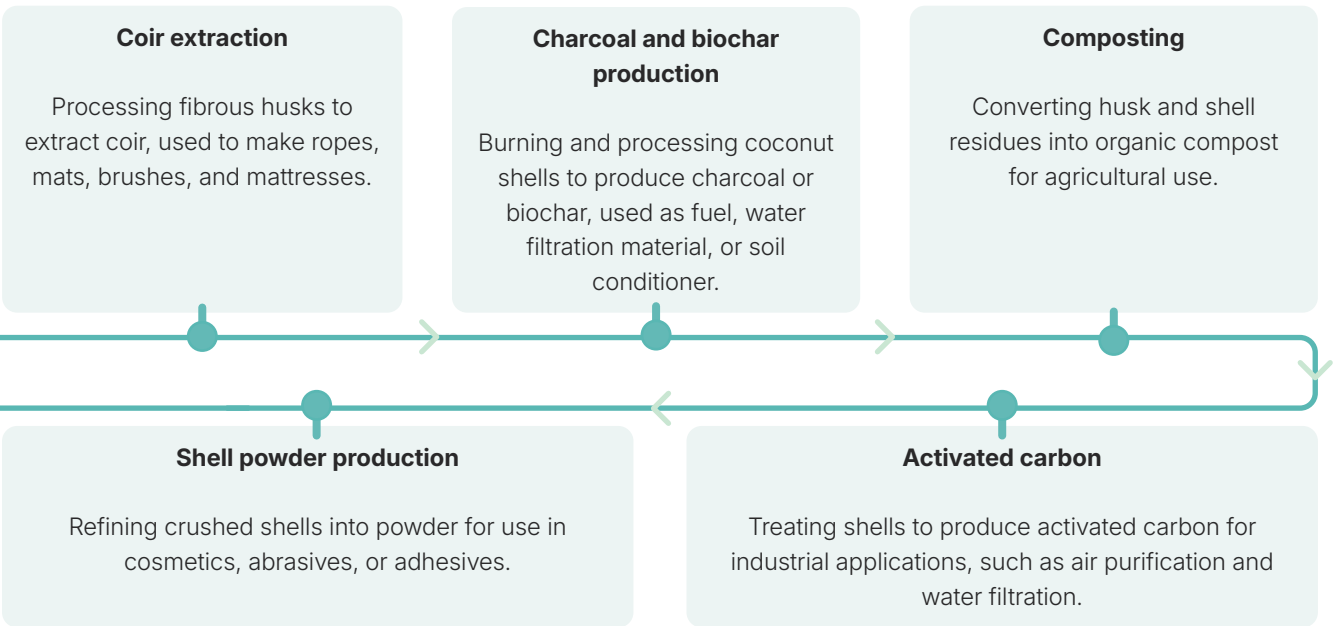 Coir extraction
Processing fibrous husks to
extract coir, used to make ropes,
mats, brushes, and mattresses.
Charcoal and biochar
production
Burning and processing coconut
shells to produce charcoal or
biochar, used as fuel, water
filtration material, or soil
conditioner.
Composting
Converting husk and shell
residues into organic compost
for agricultural use.
Activated carbon
Treating shells to produce activated carbon for
industrial applications, such as air purification and
water filtration.
Shell powder production
Refining crushed shells into powder for use in
cosmetics, abrasives, or adhesives.